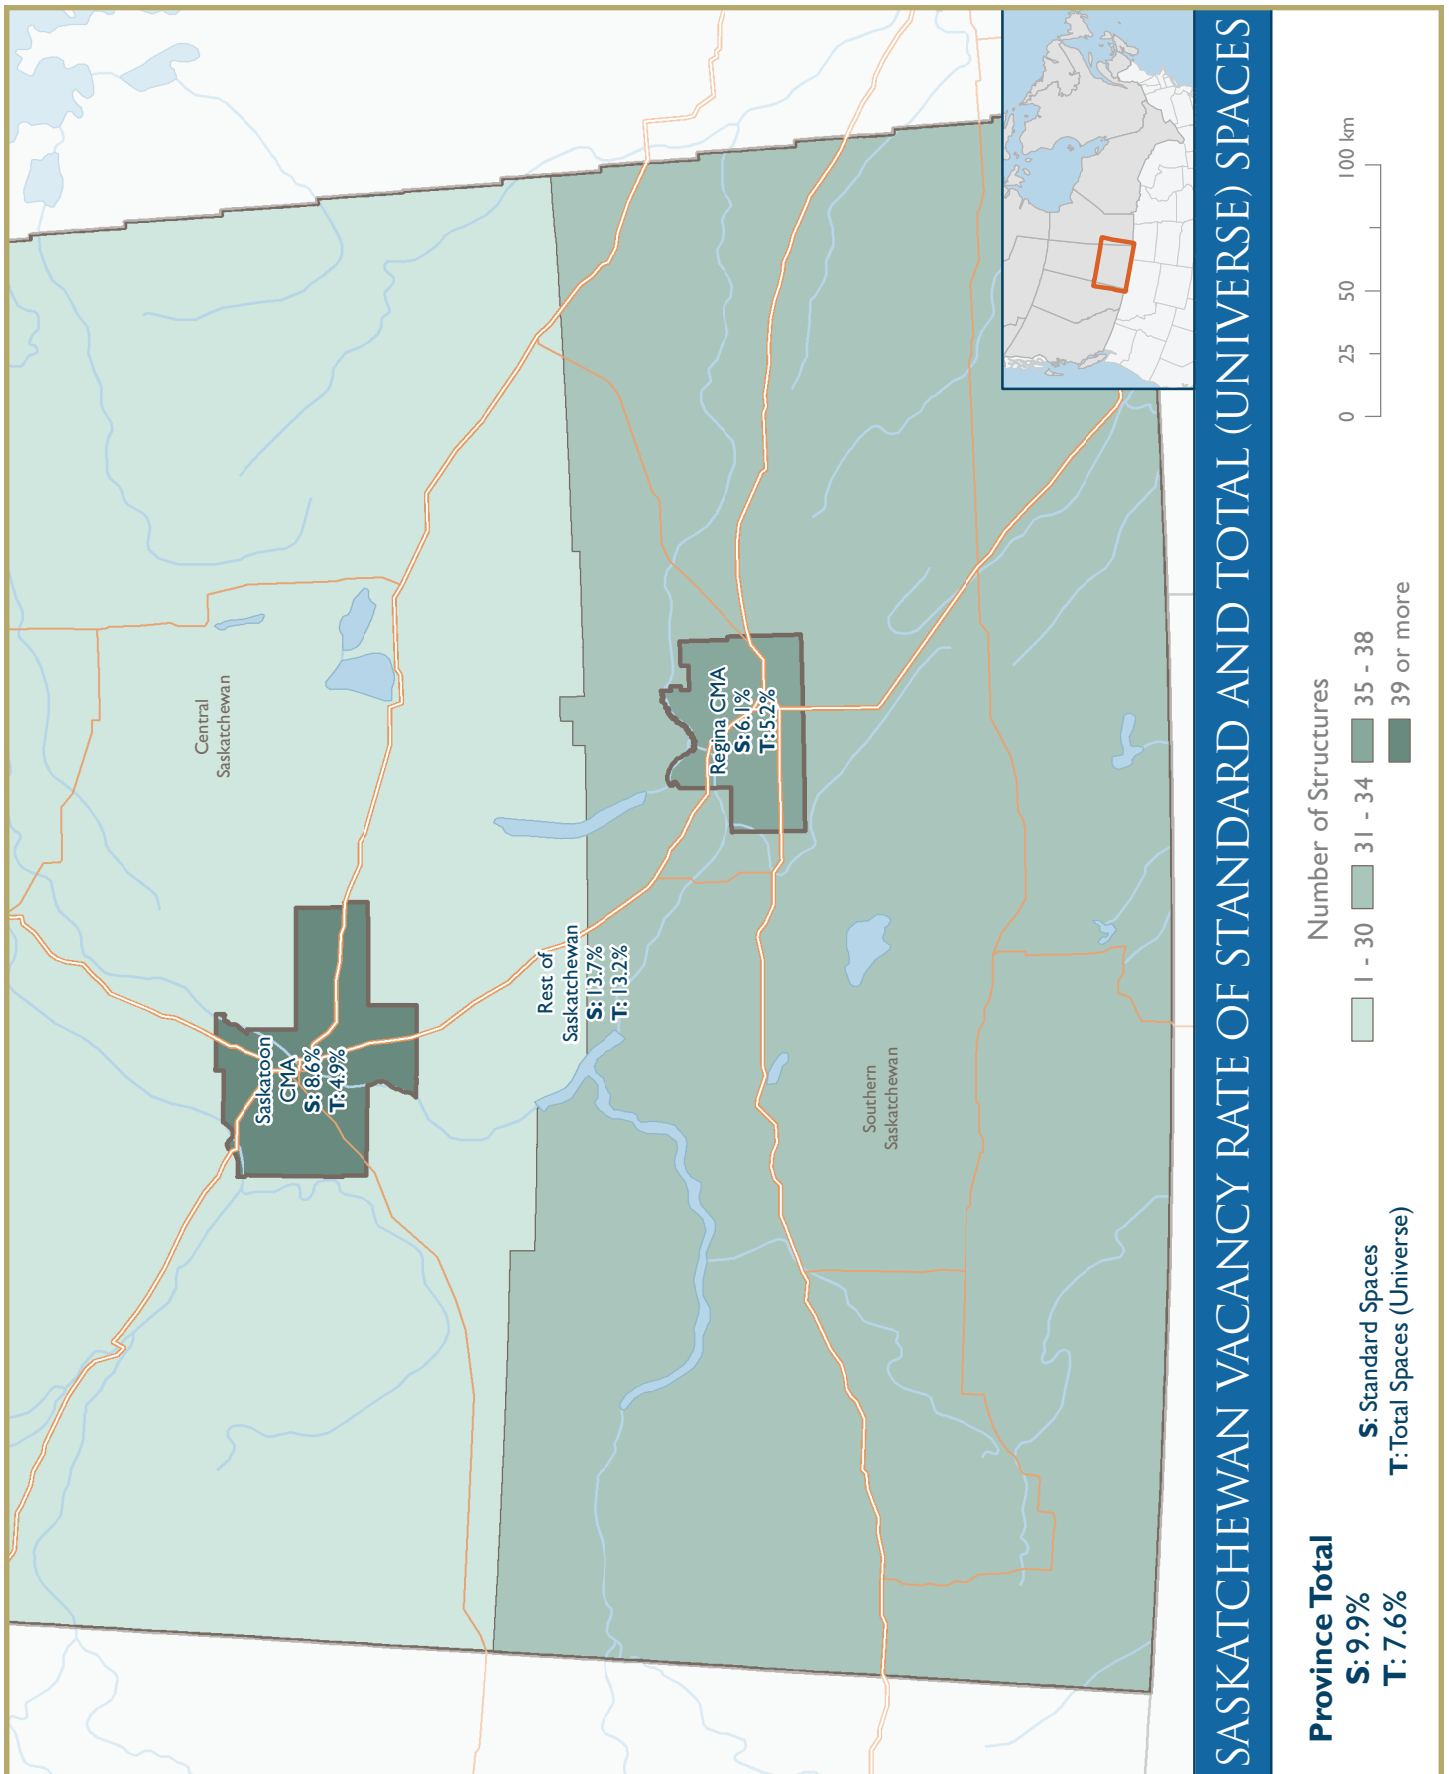 Central
Saskatchewan
Saskatoon
CMA
S: 8.6%
T: 4.9%
Rest of
Saskatchewan
S: 13.7%
T: 13.2%
Regina CMA
S: 6.1%
T: 5.2%
Southern
Saskatchewan
SASKATCHEWAN VACANCY RATE OF STANDARD AND TOTAL (UNIVERSE) SPACES
Province Total
S: 9.9%
T: 7.6%
S: Standard Spaces
T: Total Spaces (Universe)
Number of Structures
1 - 30
31 - 34
35 - 38
39 or more
0 25 50 100 km